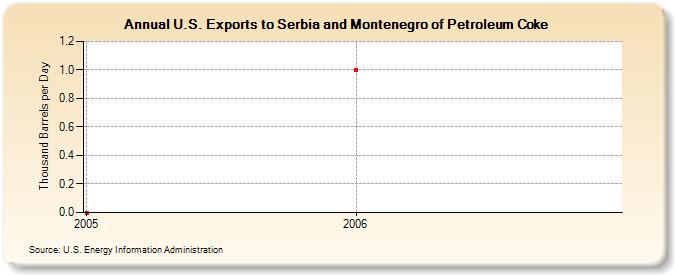 Annual U.S. Exports to Serbia and Montenegro of Petroleum Coke
Thousand Barrels per Day
1.2
1.0
0.8
0.6
0.4
0.2
0.0
2005 2006
Source: U.S. Energy Information Administration